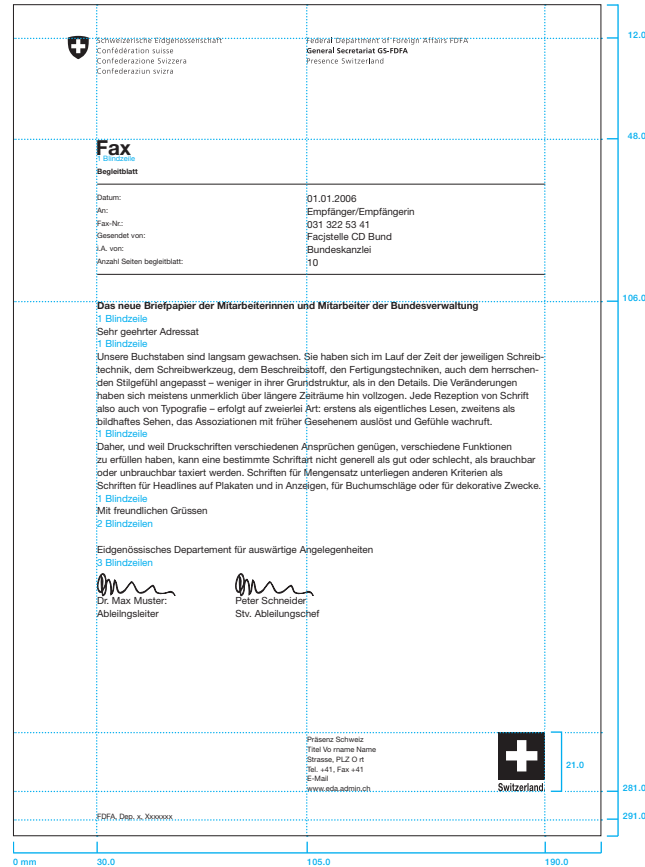 Schweizerische Eidgenossenschaft
Confédération suisse
Confederazione Svizzera
Confederaziun svizra
Federal Department of Foreign Affairs FDFA
General Secretariat GS-FDFA
Presence Switzerland
12.0
48.0
Fax
1 Blindzeile
Begleitblatt
Datum: 01.01.2006
An: Empfänger/Empfängerin
Fax-Nr.: 031 322 53 41
Gesendet von: Facjstelle CD Bund
i.A. von: Bundeskanzlei
Anzahl Seiten begleitblatt: 10
106.0
Das neue Briefpapier der Mitarbeiterinnen und Mitarbeiter der Bundesverwaltung
1 Blindzeile
Sehr geehrter Adressat
1 Blindzeile
Unsere Buchstaben sind langsam gewachsen. Sie haben sich im Lauf der Zeit der jeweiligen Schreib-
technik, dem Schreibwerkzeug, dem Beschreibstoff, den Fertigungstechniken, auch dem herrschen-
den Stilgefühl angepasst – weniger in ihrer Grundstruktur, als in den Details. Die Veränderungen
haben sich meistens unmerklich über längere Zeiträume hin vollzogen. Jede Rezeption von Schrift
also auch von Typografie – erfolgt auf zweierlei Art: erstens als eigentliches Lesen, zweitens als
bildhaftes Sehen, das Assoziationen mit früher Gesehenem auslöst und Gefühle wachruft.
1 Blindzeile
Daher, und weil Druckschriften verschiedenen Ansprüchen genügen, verschiedene Funktionen
zu erfüllen haben, kann eine bestimmte Schriftart nicht generell als gut oder schlecht, als brauchbar
oder unbrauchbar taxiert werden. Schriften für Mengensatz unterliegen anderen Kriterien als
Schriften für Headlines auf Plakaten und in Anzeigen, für Buchumschläge oder für dekorative Zwecke.
1 Blindzeile
Mit freundlichen Grüssen
2 Blindzeilen
Eidgenössisches Departement für auswärtige Angelegenheiten
3 Blindzeilen
Dr. Max Muster: Peter Schneider
Ableilngsleiter Stv. Ableilungschef
Präsenz Schweiz
Titel Vo rname Name
Strasse, PLZ O rt
Tel. +41, Fax +41
E-Mail
www.eda.admin.ch
Switzerland.
21.0
281.0
FDFA, Dep. x, Xxxxxxx
291.0
0 mm 30.0 105.0 190.0